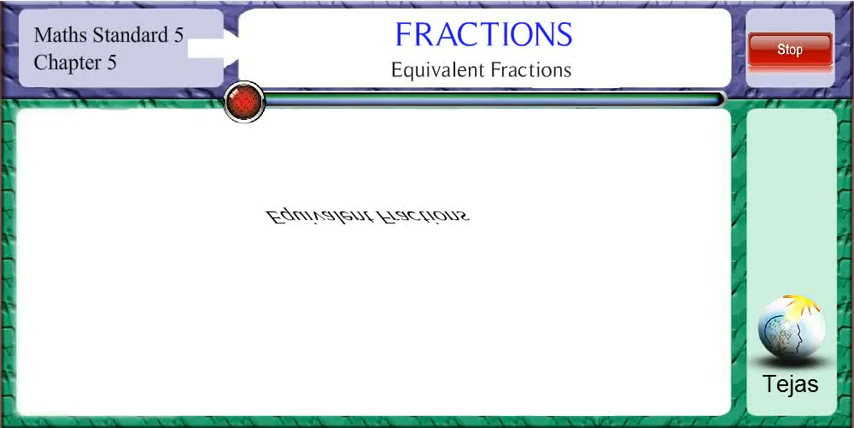 Maths Standard 5
Chapter 5
FRACTIONS
Equivalent Fractions
Stop
Equivalent Fractions
Tejas